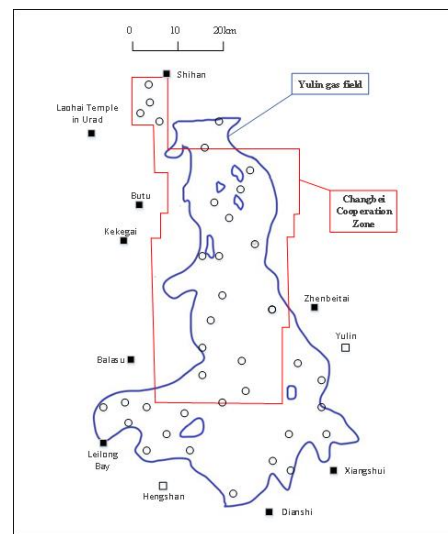 0 10 20km
Shihan
Laohai Temple
in Urad
Yulin gas field
Butu
Changbei
Cooperation
Zone
Kekegai
Zhenbeitai
Yulin
Balasu
Leilong
Bay
Xiangshui
Hengshan
Dianshi